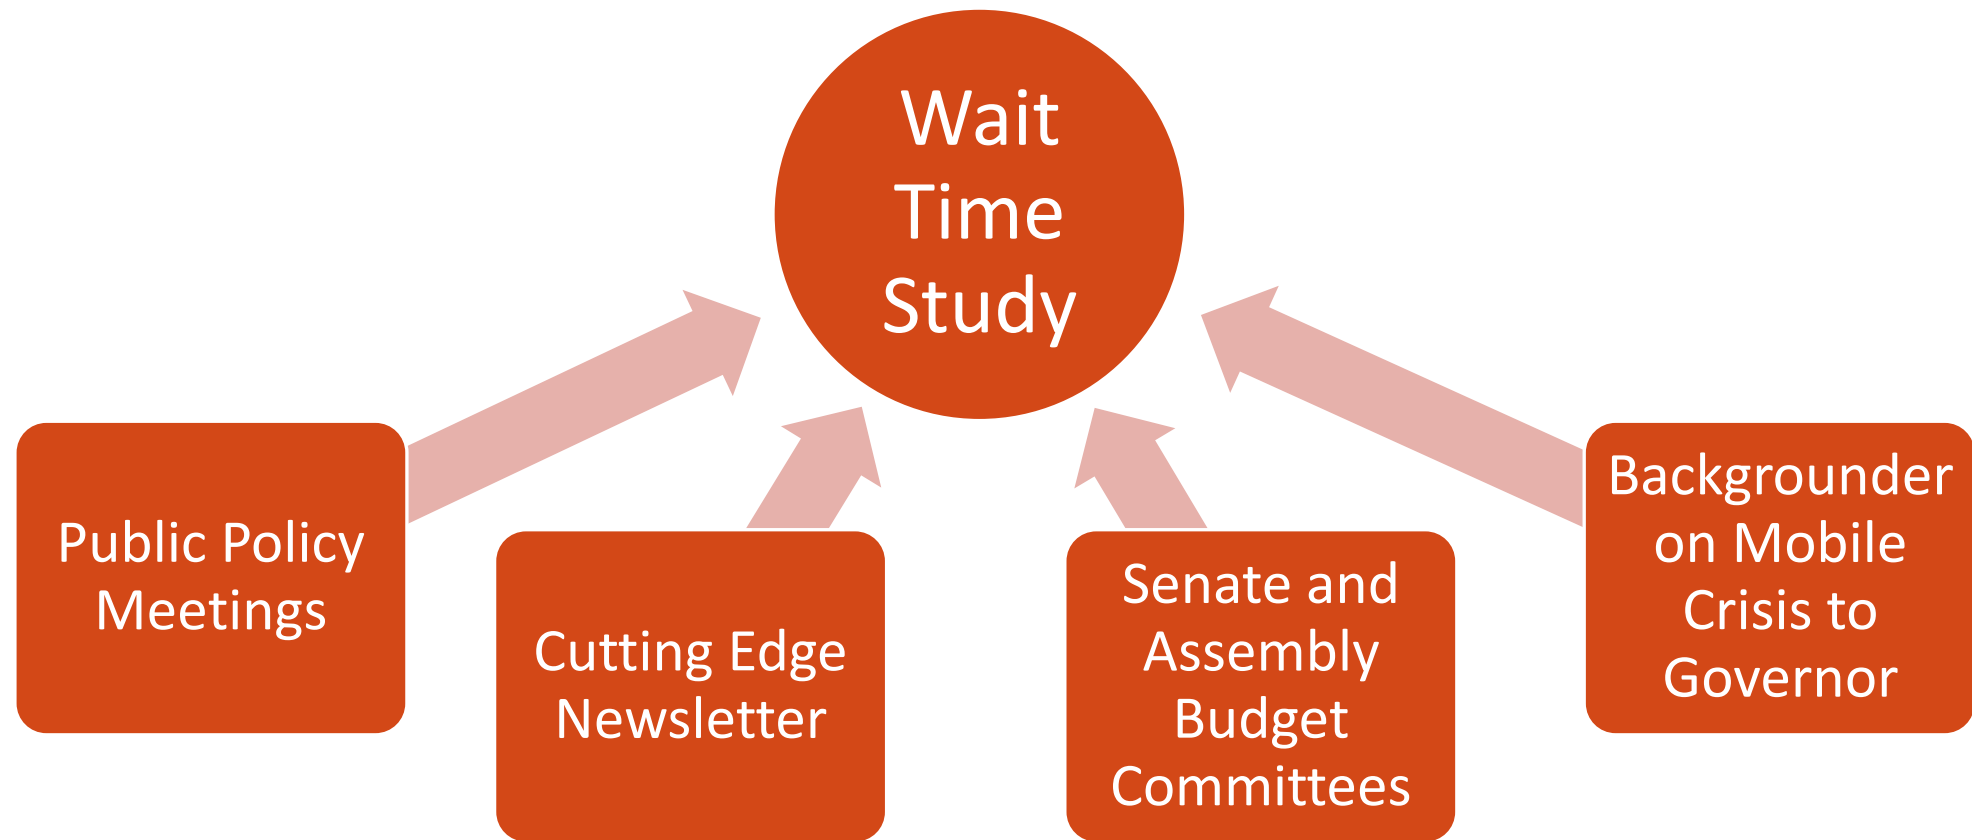 Wait
Time
Study
Public Policy
Meetings
Cutting Edge
Newsletter
Senate and
Assembly
Budget
Committees
Backgrounder
on Mobile
Crisis to
Governor